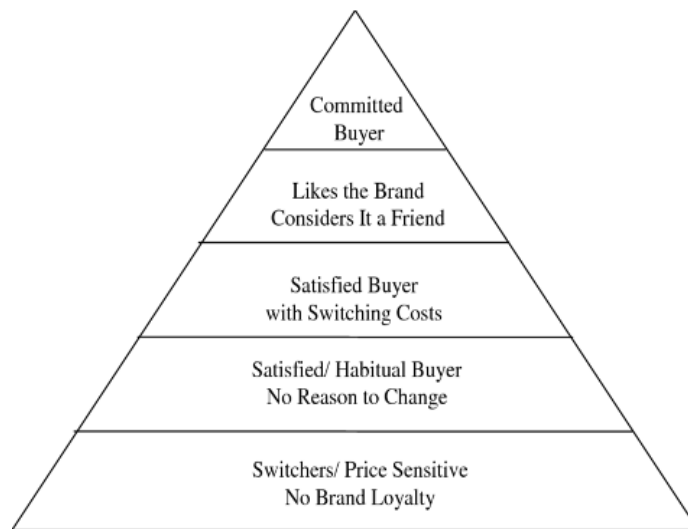 Committed
Buyer
Likes the Brand
Considers It a Friend
Satisfied Buyer
with Switching Costs
Satisfied/ Habitual Buyer
No Reason to Change
Switchers/ Price Sensitive
No Brand Loyalty